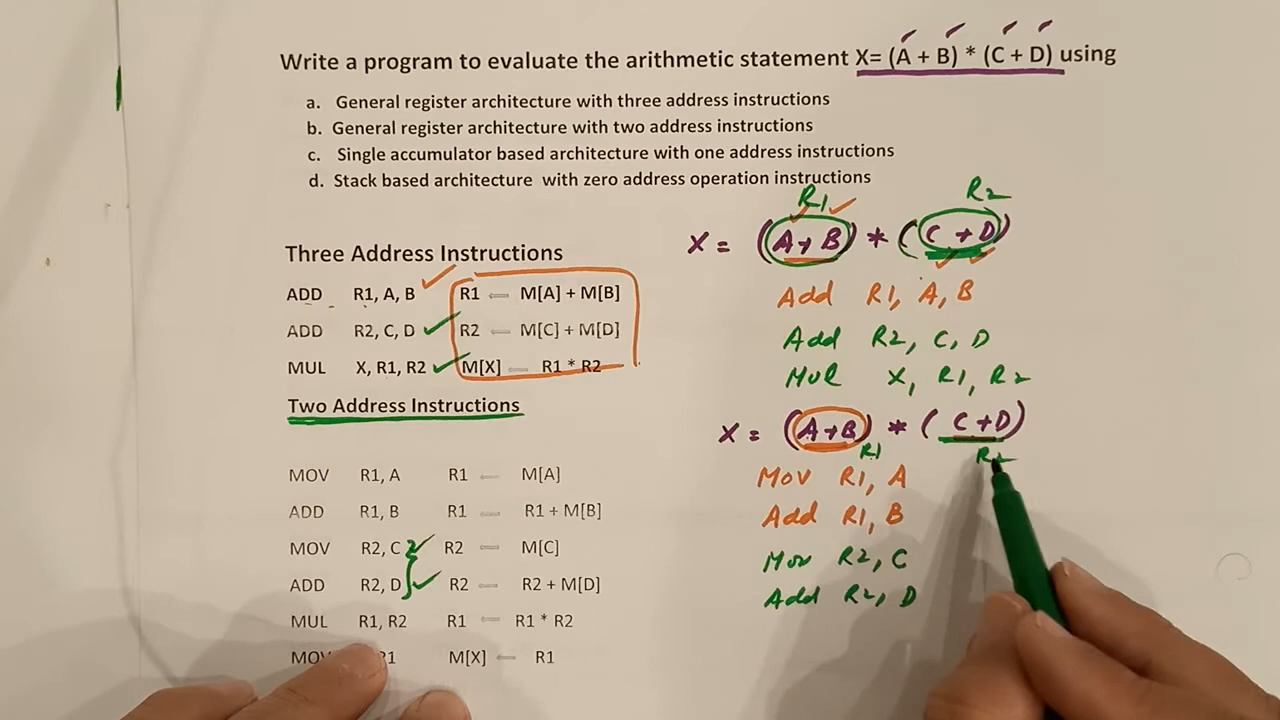 Write a program to evaluate the arithmetic statement X= (A + B) * (C + D) using
a. General register architecture with three address instructions
b. General register architecture with two address instructions
c. Single accumulator based architecture with one address instructions
d. Stack based architecture with zero address operation instructions
Three Address Instructions
ADD R1, A, B R1 ← M[A] + M[B]
ADD R2, C, D R2 ← M[C] + M[D]
MUL X, R1, R2 M[X] ← R1 * R2
Two Address Instructions
MOV R1, A R1 ← M[A]
ADD R1, B R1 ← R1 + M[B]
MOV R2, C R2 ← M[C]
ADD R2, D R2 ← R2 + M[D]
MUL R1, R2 R1 ← R1 * R2
R1 M[X] ← R1
R1 R2
X = (A+B) * (C+D)
Add R1, A, B
Add R2, C, D
MUL X, R1, R2
X = (A+B) * (C+D)
R1 R2
Mov R1, A
Add R1, B
Mov R2, C
Add R2, D